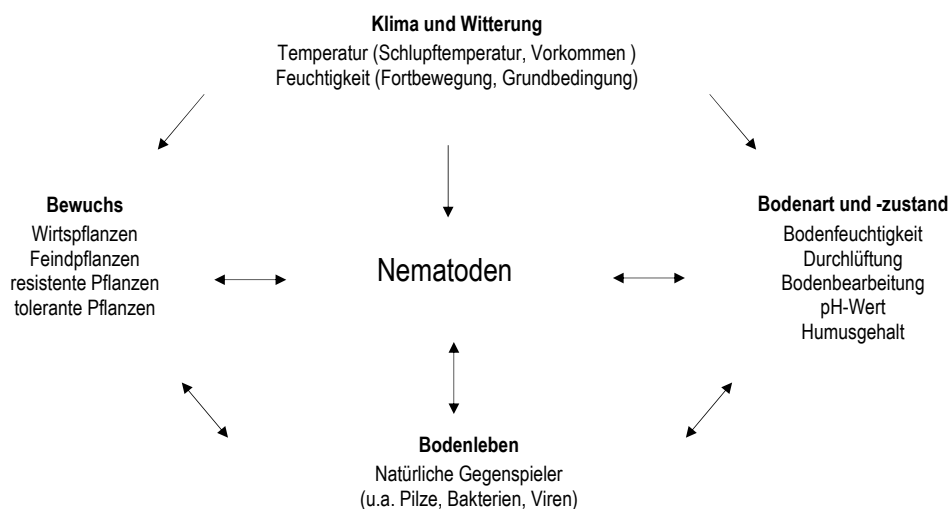 Klima und Witterung
Temperatur (Schlupftemperatur, Vorkommen )
Feuchtigkeit (Fortbewegung, Grundbedingung)
Bewuchs
Wirtspflanzen
Feindpflanzen
resistente Pflanzen
tolerante Pflanzen
Nematoden
Bodenart und -zustand
Bodenfeuchtigkeit
Durchlüftung
Bodenbearbeitung
pH-Wert
Humusgehalt
Bodenleben
Natürliche Gegenspieler
(u.a. Pilze, Bakterien, Viren)